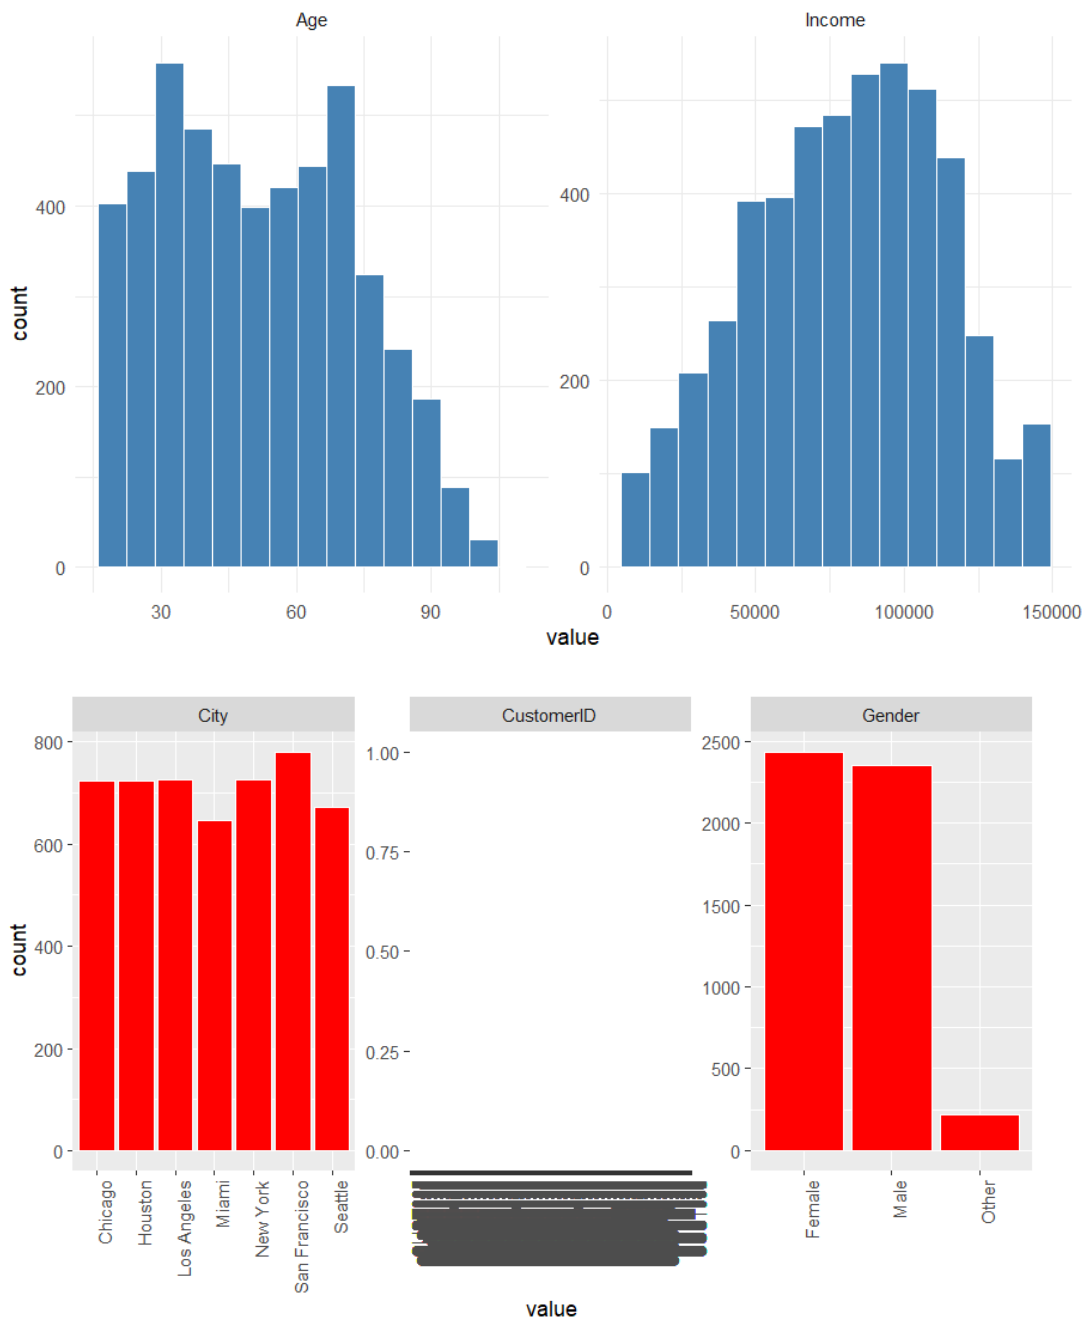 Age
Income
400
200
0
count
30
60
90
400
200
0
0
50000
100000
150000
value
City
CustomerID
Gender
800
600
400
200
0
count
1.00
0.75
0.50
0.25
0.00
2500
2000
1500
1000
500
0
Chicago
Houston
Los Angeles
Miami
New York
San Francisco
Seattle
Female
Male
Other
value